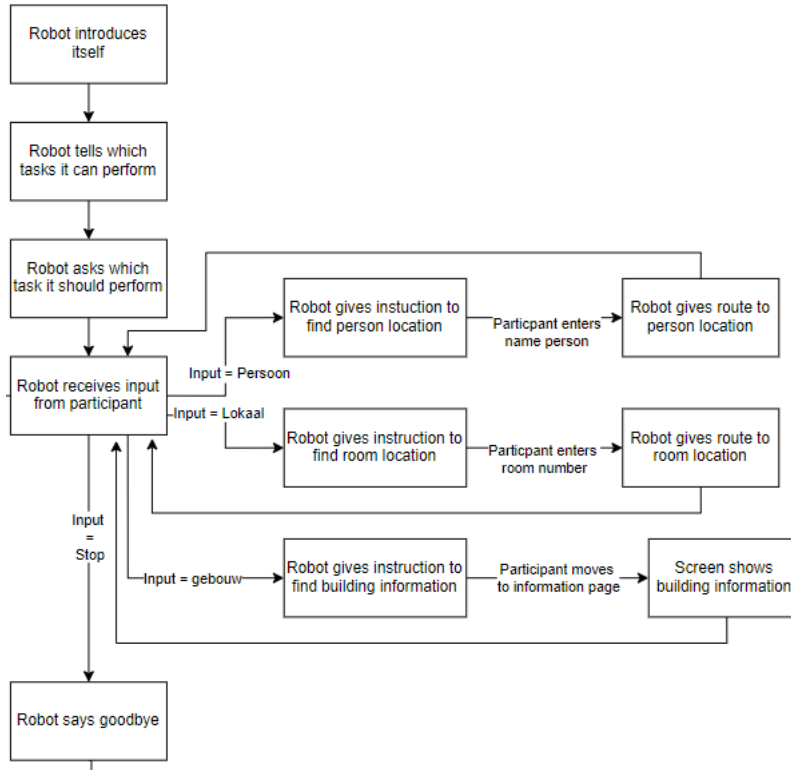 Robot introduces
itself
Robot tells which
tasks it can perform
Robot asks which
task it should perform
Robot gives instuction to
find person location
Particpant enters
name person
Robot gives route to
person location
Robot receives input
from participant
Input = Persoon
Input = Lokaal
Robot gives instruction to
find room location
Particpant enters
room number
Robot gives route to
room location
Input
=
Stop
Input = gebouw
Robot gives instruction to
find building information
Participant moves
to information page
Screen shows
building information
Robot says goodbye